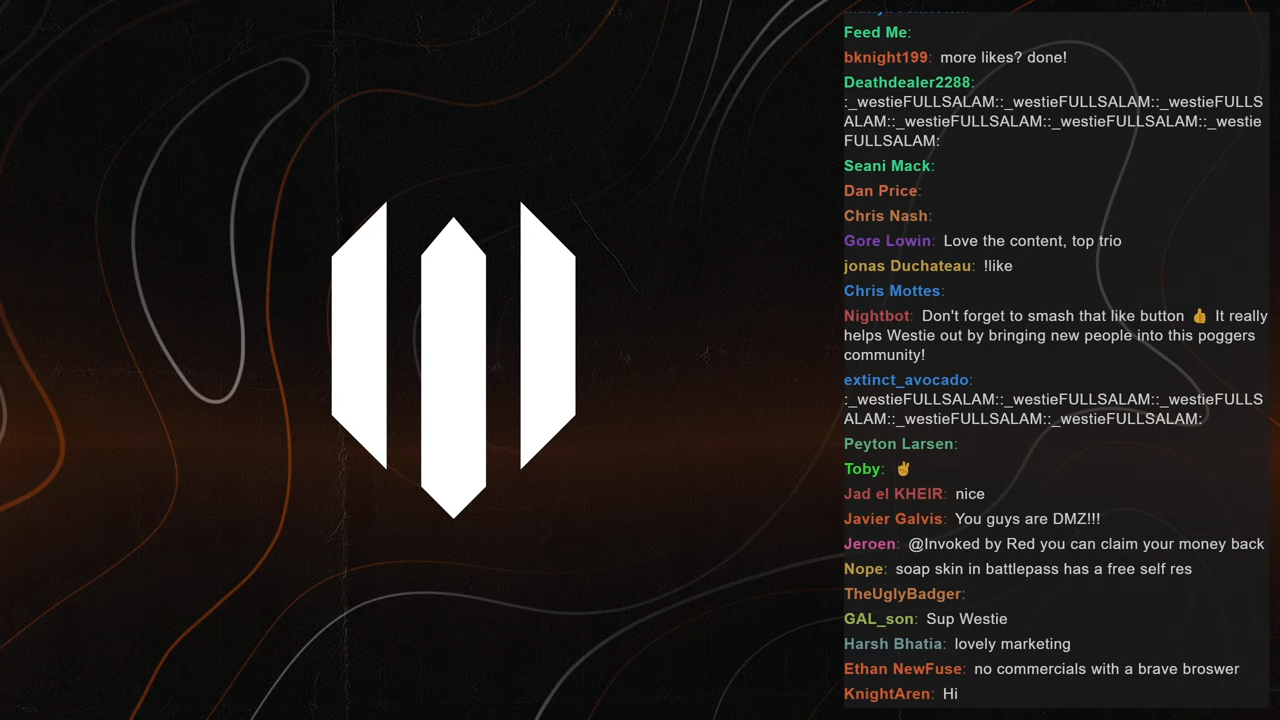 Feed Me:
bknight199: more likes? done!
Deathdealer2288:
:_westieFULLSALAM::_westieFULLSALAM::_westieFULLS
ALAM::_westieFULLSALAM::_westieFULLSALAM::_westie
FULLSALAM:
Seani Mack:
Dan Price:
Chris Nash:
Gore Lowin: Love the content, top trio
jonas Duchateau: !like
Chris Mottes:
Nightbot: Don't forget to smash that like button 👍 It really
helps Westie out by bringing new people into this poggers
community!
extinct_avocado:
:_westieFULLSALAM::_westieFULLSALAM::_westieFULLS
ALAM::_westieFULLSALAM::_westieFULLSALAM:
Peyton Larsen:
Toby: ✌
Jad el KHEIR: nice
Javier Galvis: You guys are DMZ!!!
Jeroen: @Invoked by Red you can claim your money back
Nope: soap skin in battlepass has a free self res
TheUglyBadger:
GAL_son: Sup Westie
Harsh Bhatia: lovely marketing
Ethan NewFuse: no commercials with a brave broswer
KnightAren: Hi